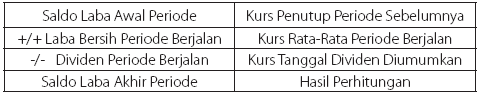 Saldo Laba Awal Periode Kurs Penutup Periode Sebelumnya
+/+ Laba Bersih Periode Berjalan Kurs Rata-Rata Periode Berjalan
-/- Dividen Periode Berjalan Kurs Tanggal Dividen Diumumkan
Saldo Laba Akhir Periode Hasil Perhitungan